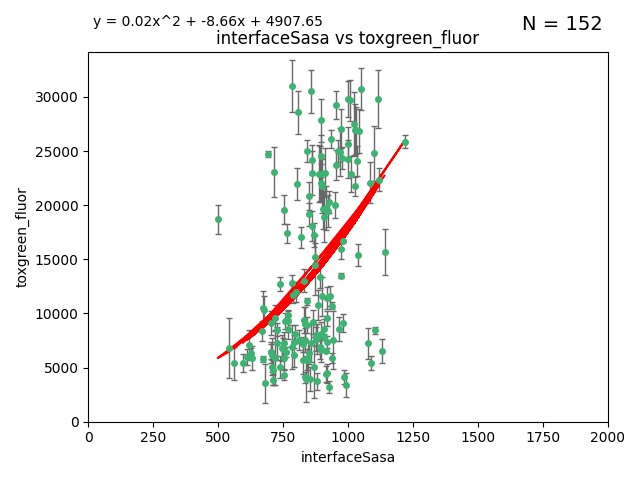 y = 0.02x^2 + -8.66x + 4907.65
N = 152
interfaceSasa vs toxgreen_fluor
toxgreen_fluor
30000
25000
20000
15000
10000
5000
0
0 250 500 750 1000 1250 1500 1750 2000
interfaceSasa